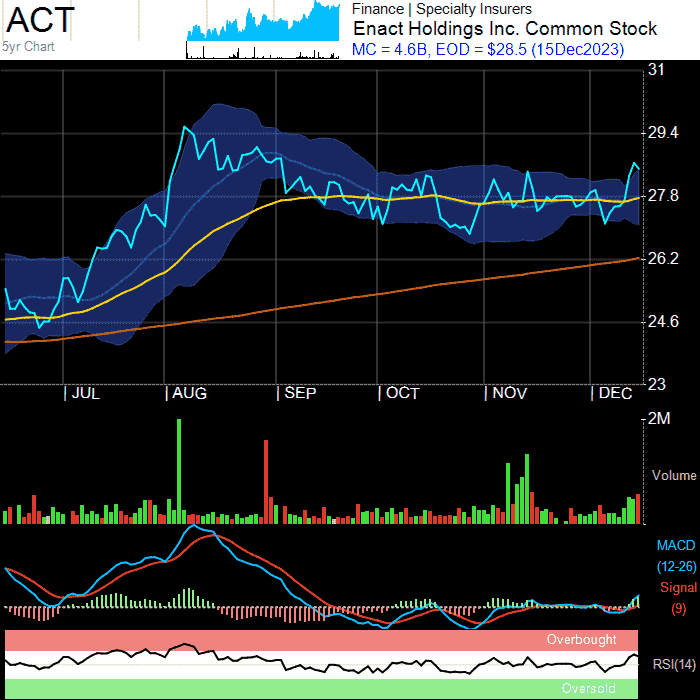 ACT
5yr Chart
Finance | Specialty Insurers
Enact Holdings Inc. Common Stock
MC = 4.6B, EOD = $28.5 (15Dec2023)
31
29.4
27.8
26.2
24.6
23
JUL AUG SEP OCT NOV DEC
2M
Volume
MACD
(12-26)
Signal
(9)
Overbought
RSI(14)
Oversold